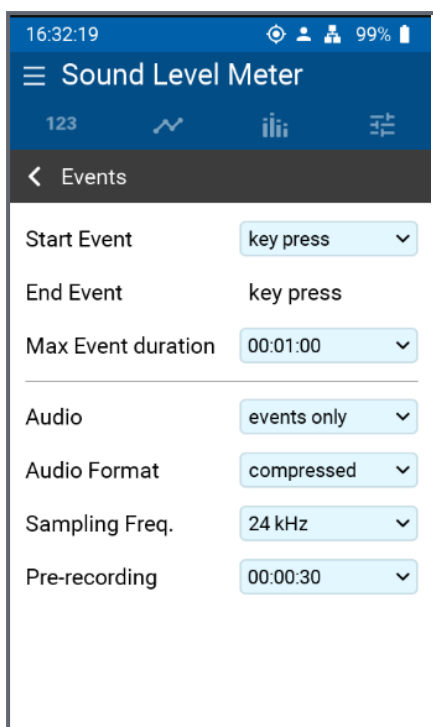 16:32:19 99%
Sound Level Meter
123
Events
Start Event key press
End Event key press
Max Event duration 00:01:00
Audio events only
Audio Format compressed
Sampling Freq. 24 kHz
Pre-recording 00:00:30